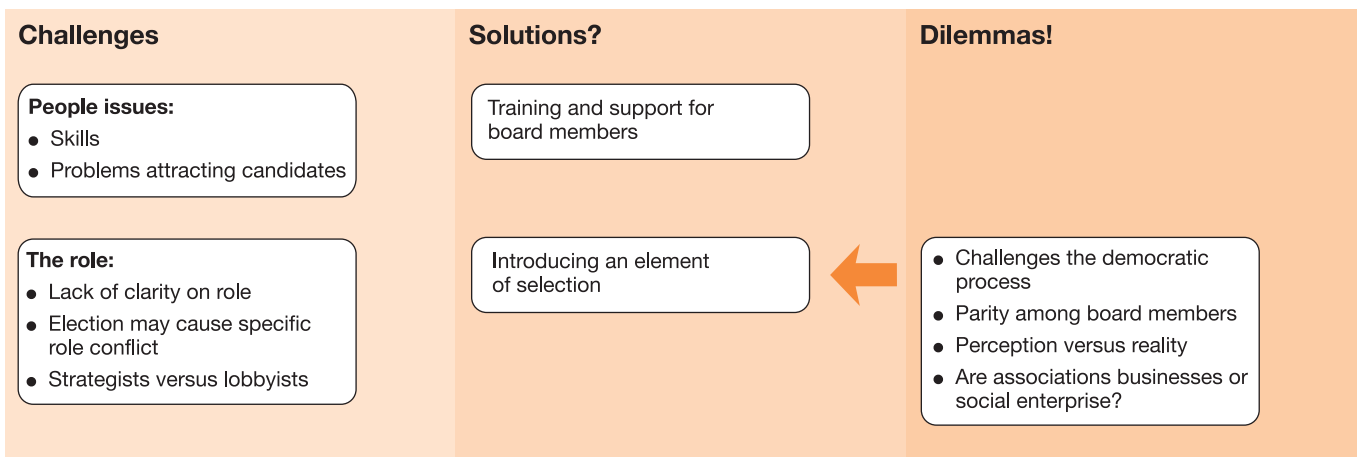 Challenges
People issues:
● Skills
● Problems attracting candidates
The role:
● Lack of clarity on role
● Election may cause specific
role conflict
● Strategists versus lobbyists
Solutions?
Training and support for
board members
Introducing an element
of selection
Dilemmas!
● Challenges the democratic
process
● Parity among board members
● Perception versus reality
● Are associations businesses or
social enterprise?